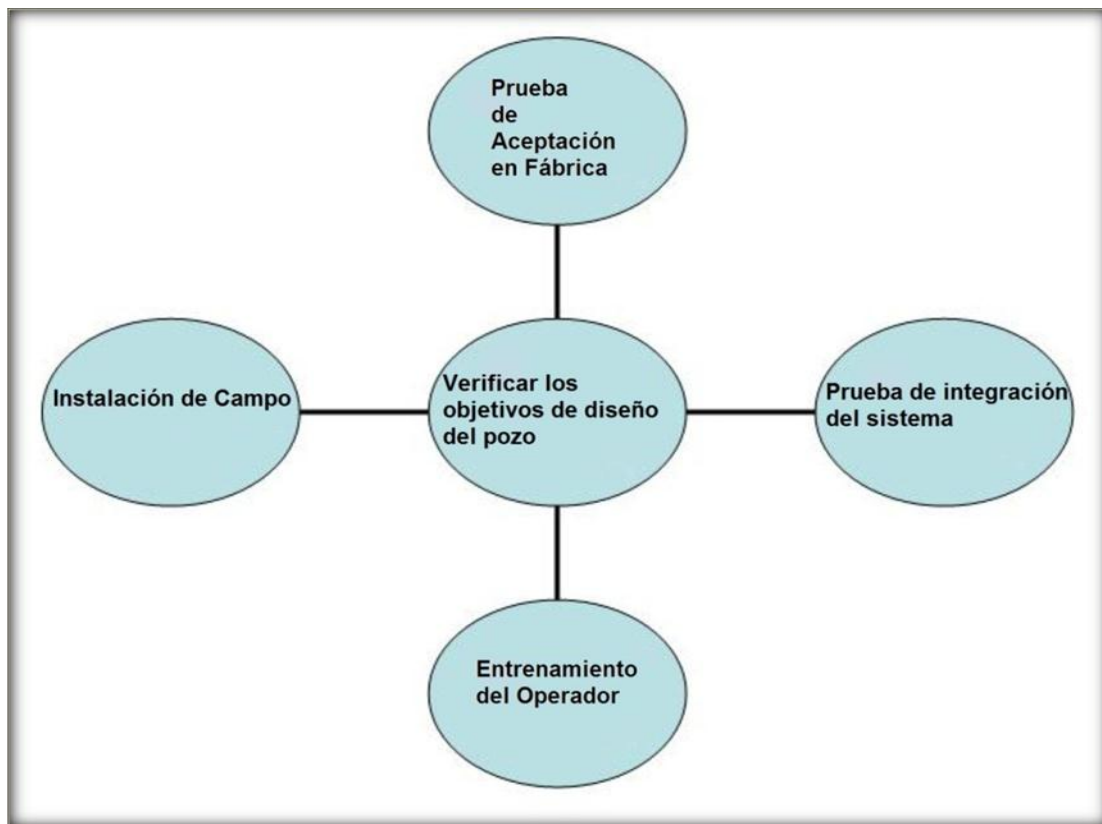 Prueba
de
Aceptación
en Fábrica
Instalación de Campo
Verificar los
objetivos de diseño
del pozo
Prueba de integración
del sistema
Entrenamiento
del Operador